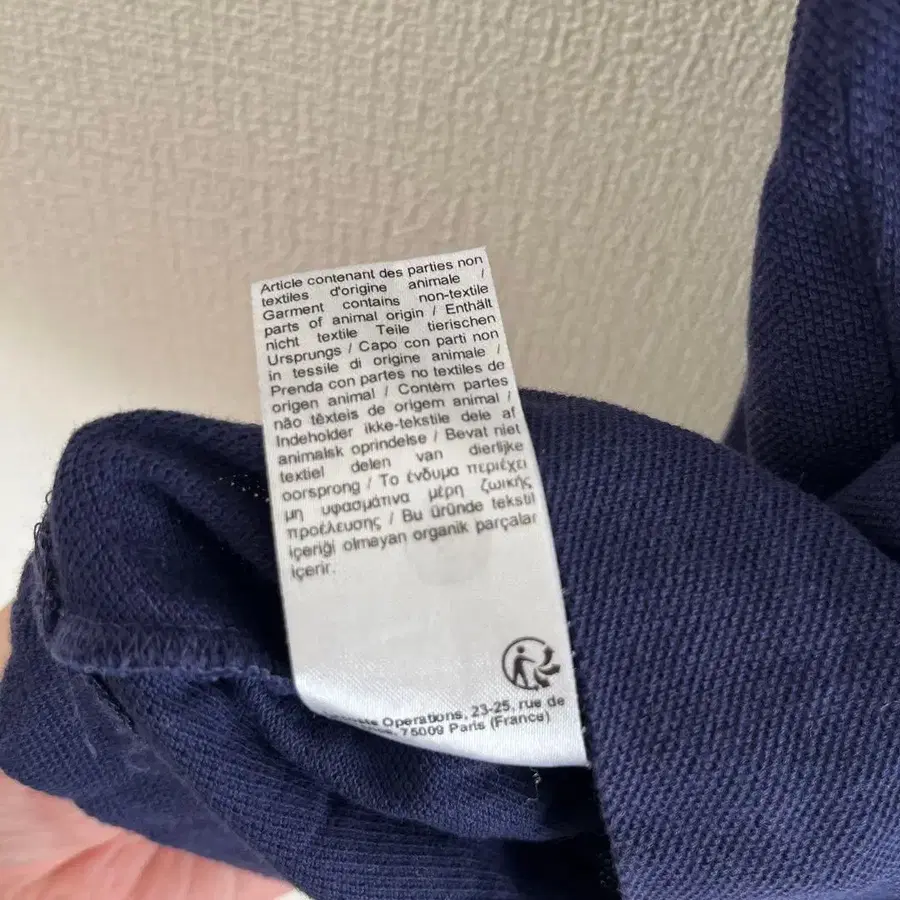 Article contenant des parties non
textiles d'origine animale /
Garment contains non-textile
parts of animal origin / Enthält
nicht textile Teile tierischen
Ursprungs / Capo con parti non
in tessile di origine animale /
Prenda con partes no textiles de
origen animal / Contém partes
não têxteis de origem animal /
Indeholder ikke-tekstile dele af
animalsk oprindelse / Bevat niet
textiel delen van dierlijke
oorsprong / Το ένδυμα περιέχει
μη υφασμάτινα μέρη ζωικής
προέλευσης / Bu üründe tekstil
içeriği olmayan organik parçalar
içerir.
Operations, 23-25, rue de
75009 Paris (France)